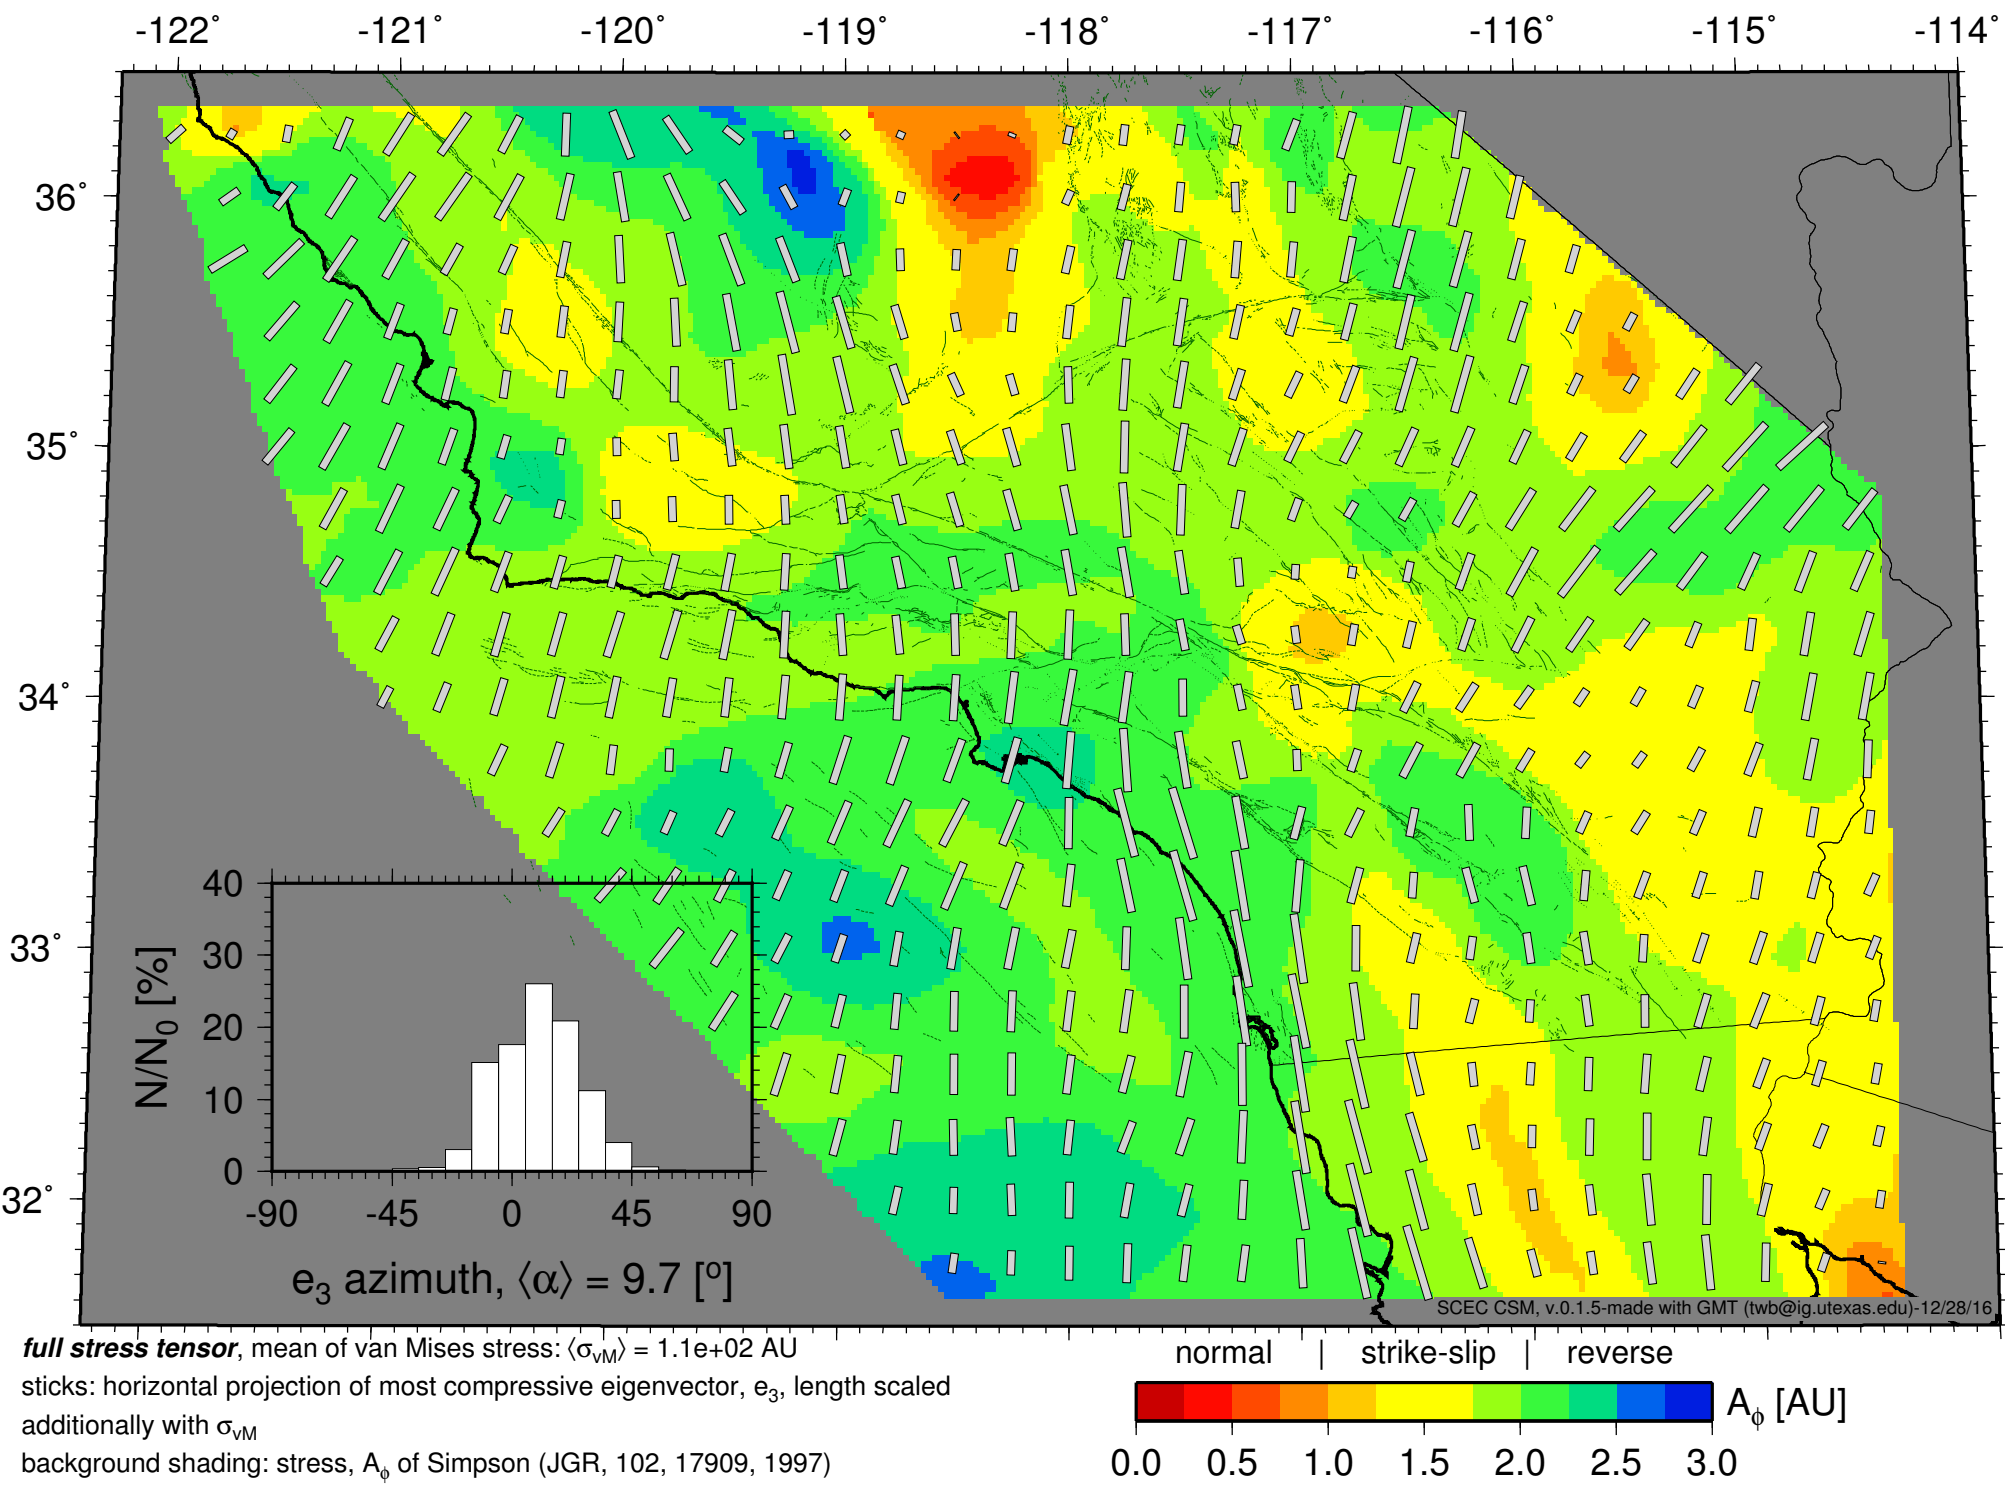 -122˚ -121˚ -120˚ -119˚ -118˚ -117˚ -116˚ -115˚ -114˚
36˚
35˚
34˚
33˚
32˚
40
30
20
10
0
N/N0 [%]
-90 -45 0 45 90
e3 azimuth, ⟨α⟩ = 9.7 [º]
SCEC CSM, v.0.1.5-made with GMT (twb@ig.utexas.edu)-12/28/16
full stress tensor, mean of van Mises stress: ⟨σvM⟩ = 1.1e+02 AU
sticks: horizontal projection of most compressive eigenvector, e3, length scaled
additionally with σvM
background shading: stress, Aϕ of Simpson (JGR, 102, 17909, 1997)
normal | strike-slip | reverse
Aϕ [AU]
0.0 0.5 1.0 1.5 2.0 2.5 3.0